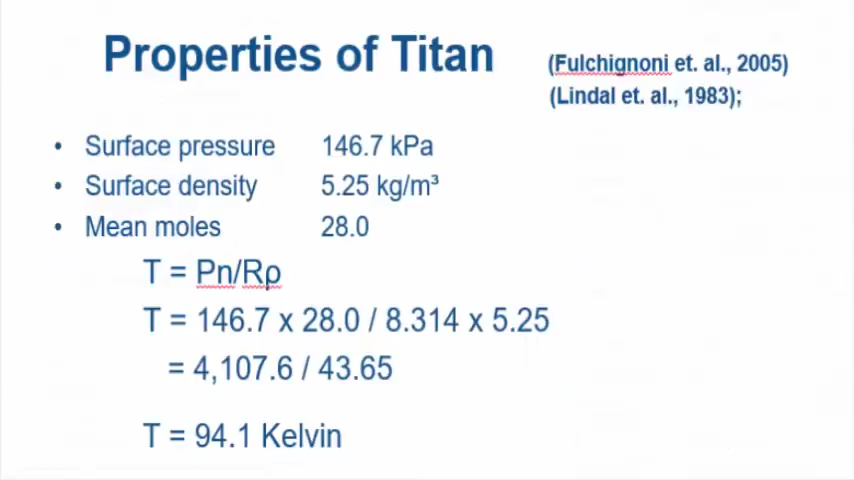 Properties of Titan
(Fulchignoni et. al., 2005)
(Lindal et. al., 1983);
• Surface pressure 146.7 kPa
• Surface density 5.25 kg/m³
• Mean moles 28.0
T = Pn/Rρ
T = 146.7 x 28.0 / 8.314 x 5.25
= 4,107.6 / 43.65
T = 94.1 Kelvin